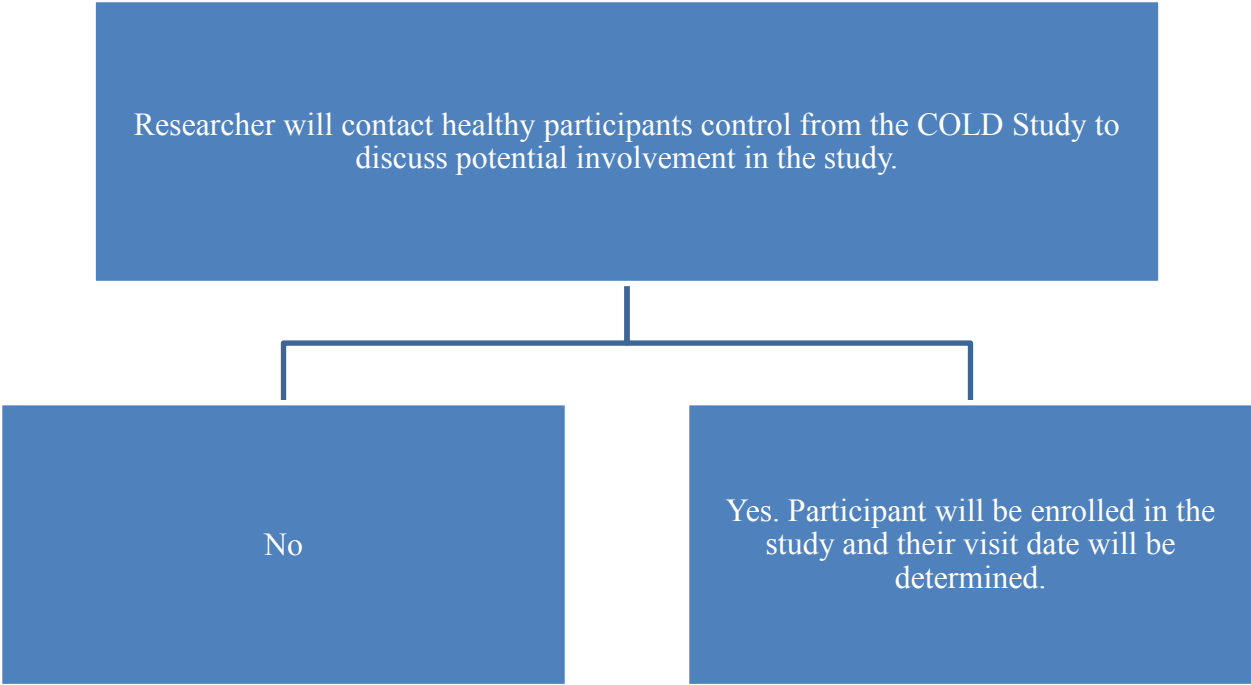 Researcher will contact healthy participants control from the COLD Study to
discuss potential involvement in the study.
No
Yes. Participant will be enrolled in the
study and their visit date will be
determined.